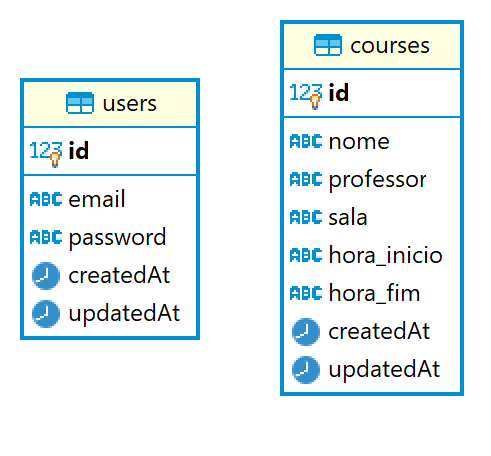 users
123 id
ABC email
ABC password
createdAt
updatedAt
courses
123 id
ABC nome
ABC professor
ABC sala
ABC hora_inicio
ABC hora_fim
createdAt
updatedAt